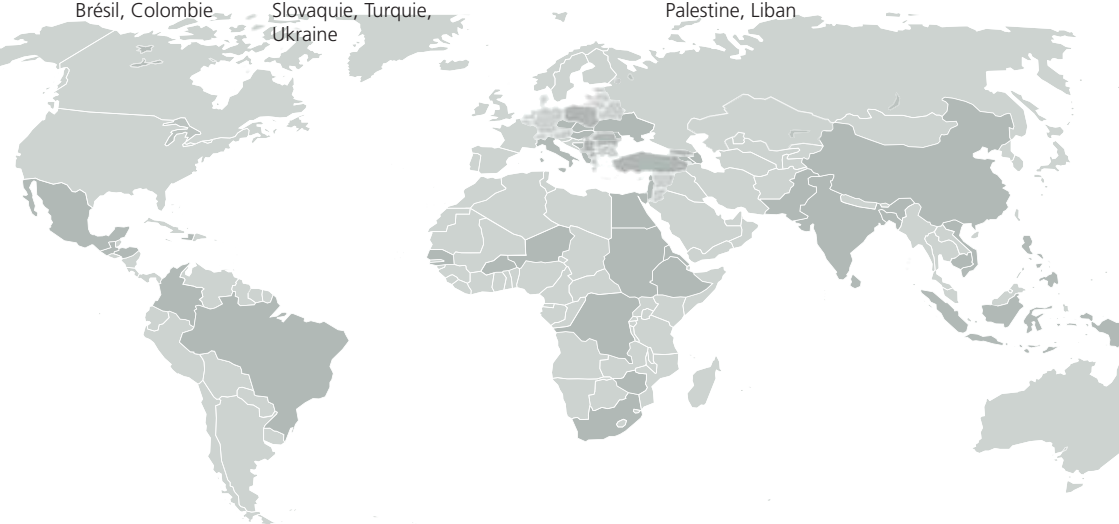 Brésil, Colombie
Slovaquie, Turquie,
Ukraine
Palestine, Liban